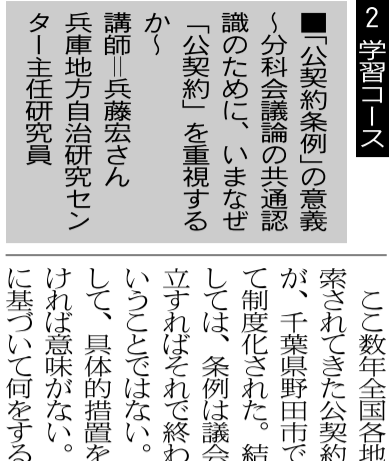 2 学習コース
■「公契約条例」の意義
〜分科会議論の共通認
識のために、いまなぜ
「公契約」を重視する
か〜
講師＝兵藤宏さん
兵庫地方自治研究セン
ター主任研究員
ここ数年全国各地
索されてきた公契約
が、千葉県野田市で
て制度化された。結
しては、条例は議会
立すればそれで終わ
いうことではない。
して、具体的措置を
ければ意味がない。
に基づいて何をする